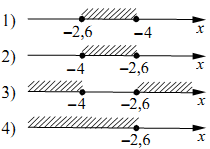 1)
−2,6 −4 x
2)
−4 −2,6 x
3)
−4 −2,6 x
4)
−2,6 x